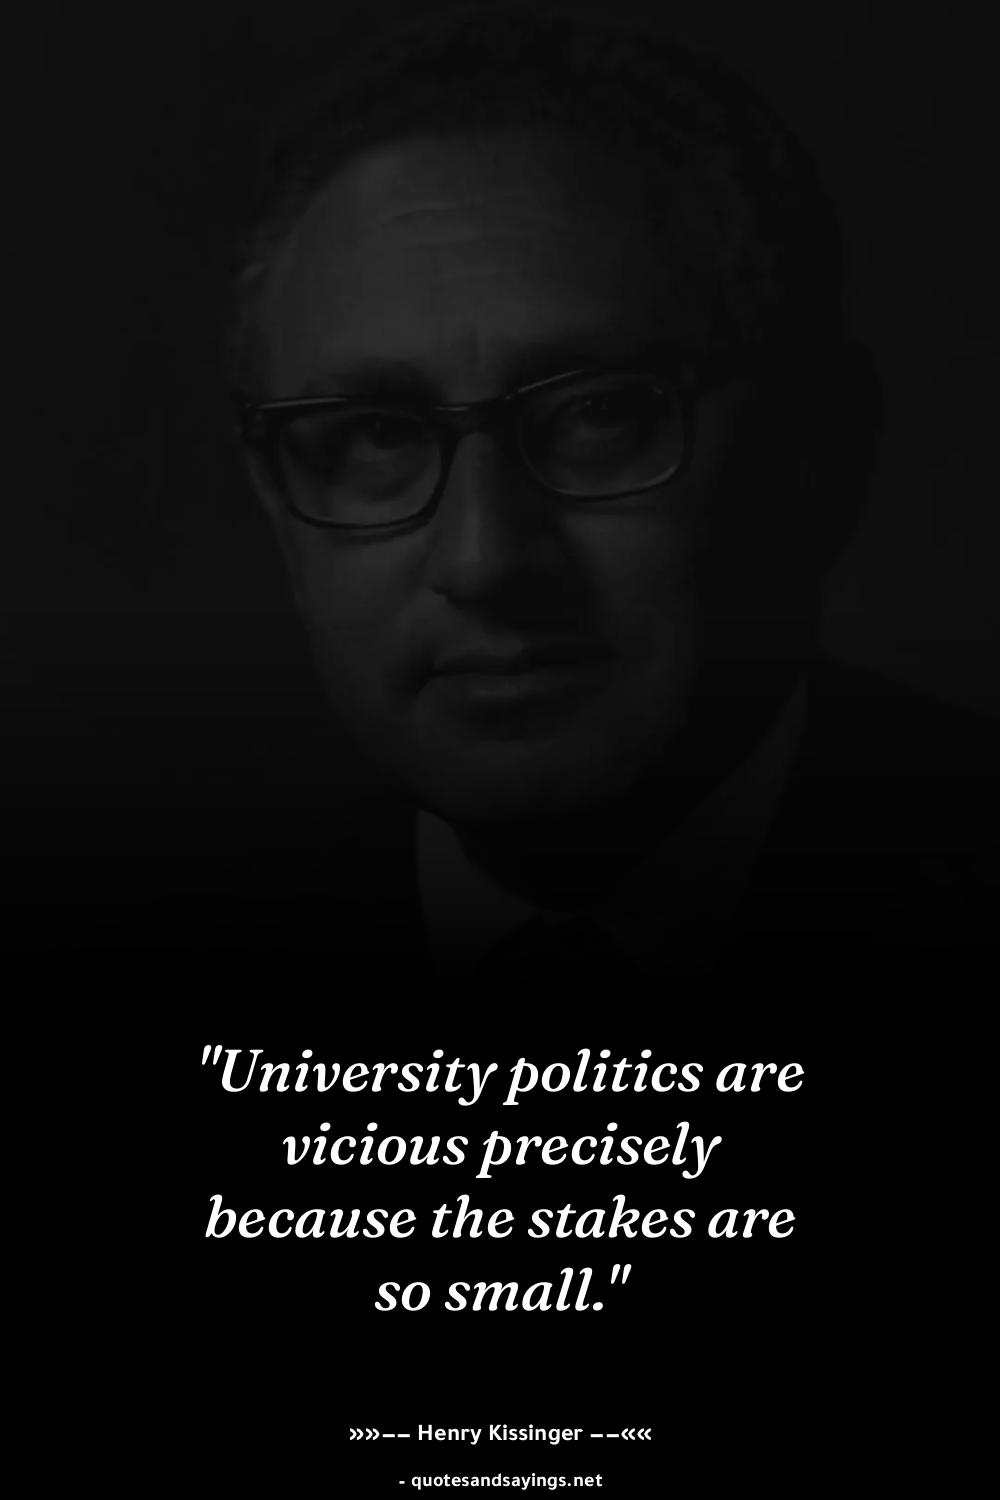 "University politics are
vicious precisely
because the stakes are
so small."
»»–– Henry Kissinger ––««
- quotesandsayings.net